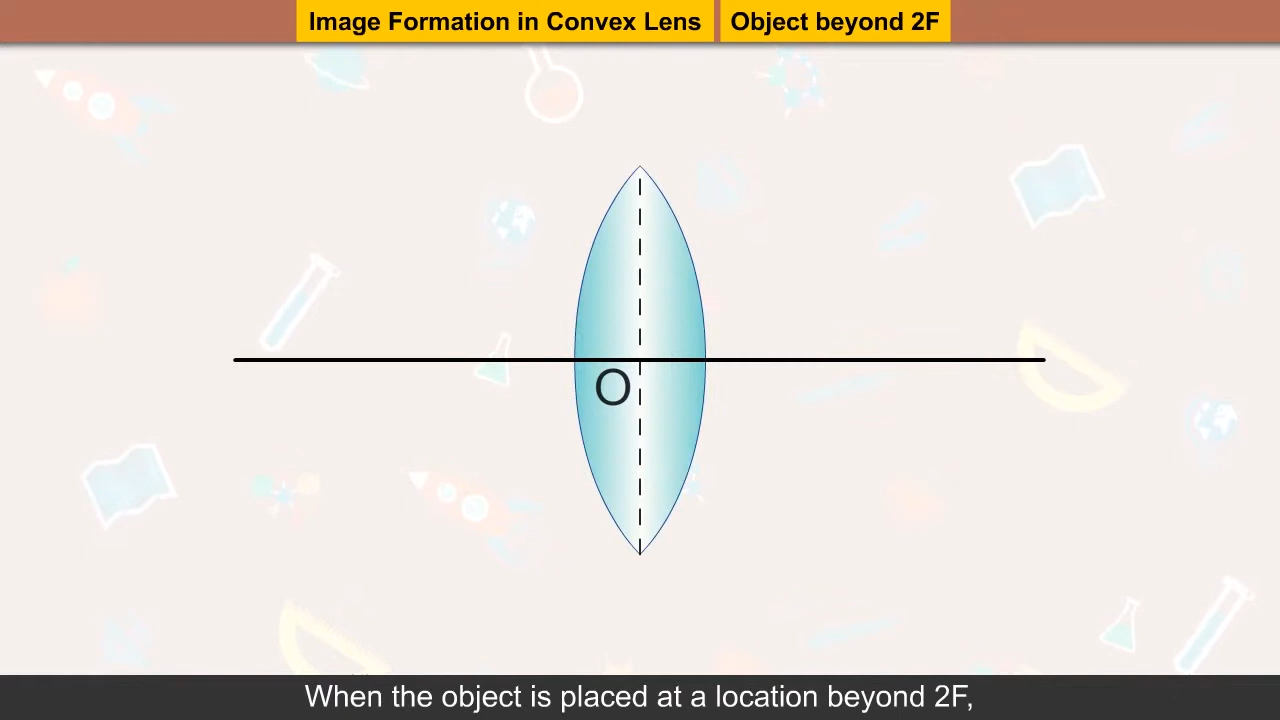 Image Formation in Convex Lens Object beyond 2F
O
When the object is placed at a location beyond 2F,